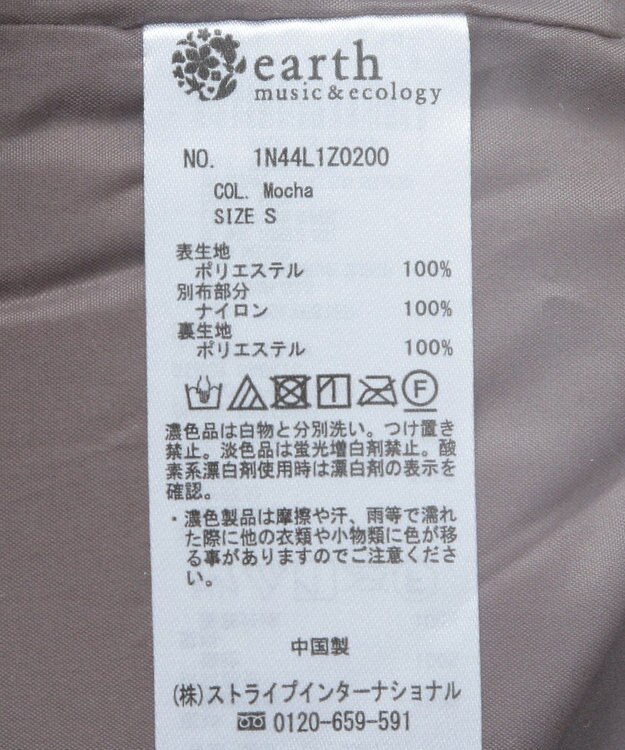 earth
music&ecology
NO. 1N44L1Z0200
COL. Mocha
SIZE S
表生地
ポリエステル 100%
別布部分
ナイロン 100%
裏生地
ポリエステル 100%
F
濃色品は白物と分別洗い。つけ置き
禁止。淡色品は蛍光増白剤禁止。酸
素系漂白剤使用時は漂白剤の表示を
確認。
・濃色製品は摩擦や汗、雨等で濡れ
た際に他の衣類や小物類に色が移
る事がありますのでご注意くださ
い。
中国製
(株)ストライプインターナショナル
0120-659-591